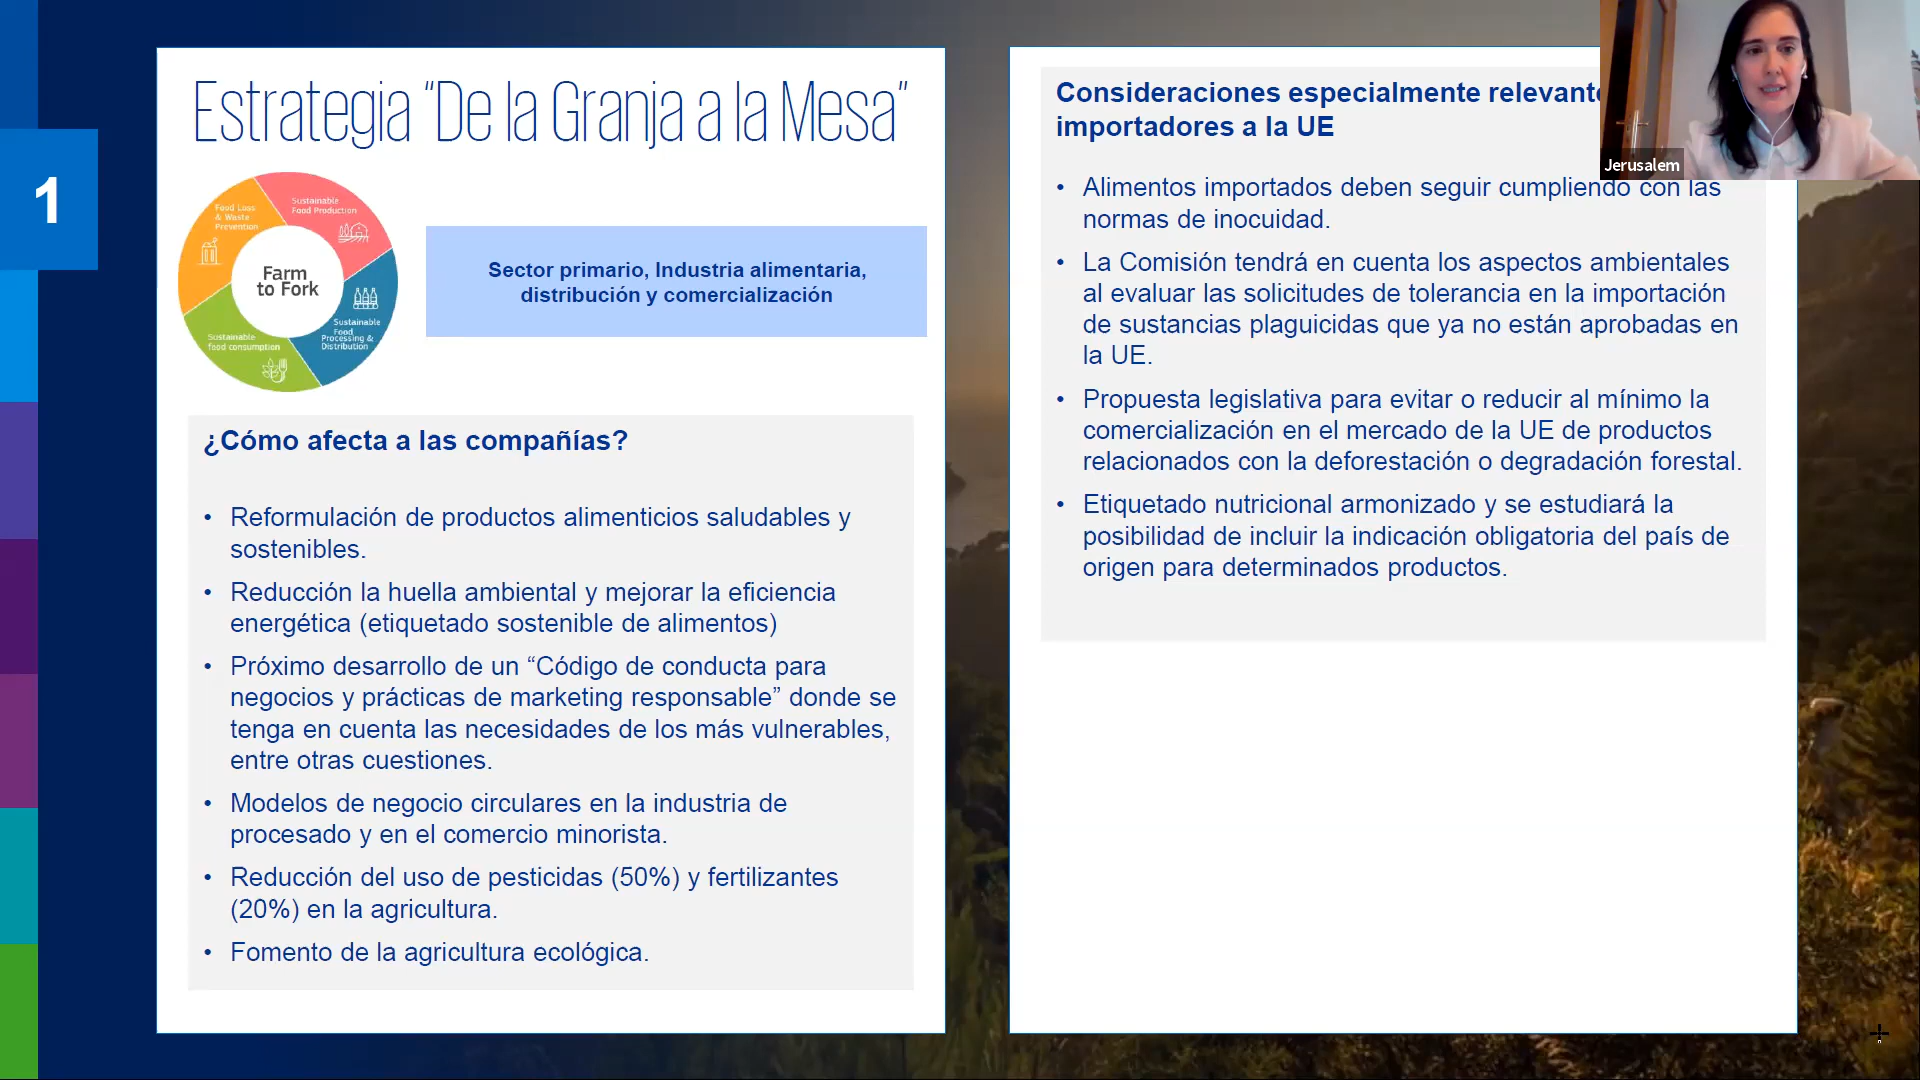 1
Estrategia “De la Granja a la Mesa”
Food Loss
& Waste
Prevention
Sustainable
Food Production
Farm
to Fork
Sustainable
Food
Processing &
Distribution
Sustainable
food consumption
Sector primario, Industria alimentaria,
distribución y comercialización
¿Cómo afecta a las compañías?
• Reformulación de productos alimenticios saludables y
sostenibles.
• Reducción la huella ambiental y mejorar la eficiencia
energética (etiquetado sostenible de alimentos)
• Próximo desarrollo de un “Código de conducta para
negocios y prácticas de marketing responsable” donde se
tenga en cuenta las necesidades de los más vulnerables,
entre otras cuestiones.
• Modelos de negocio circulares en la industria de
procesado y en el comercio minorista.
• Reducción del uso de pesticidas (50%) y fertilizantes
(20%) en la agricultura.
• Fomento de la agricultura ecológica.
Consideraciones especialmente
importadores a la UE
• Alimentos importados deben seguir cumpliendo con las
normas de inocuidad.
• La Comisión tendrá en cuenta los aspectos ambientales
al evaluar las solicitudes de tolerancia en la importación
de sustancias plaguicidas que ya no están aprobadas en
la UE.
• Propuesta legislativa para evitar o reducir al mínimo la
comercialización en el mercado de la UE de productos
relacionados con la deforestación o degradación forestal.
• Etiquetado nutricional armonizado y se estudiará la
posibilidad de incluir la indicación obligatoria del país de
origen para determinados productos.
Jerusalem